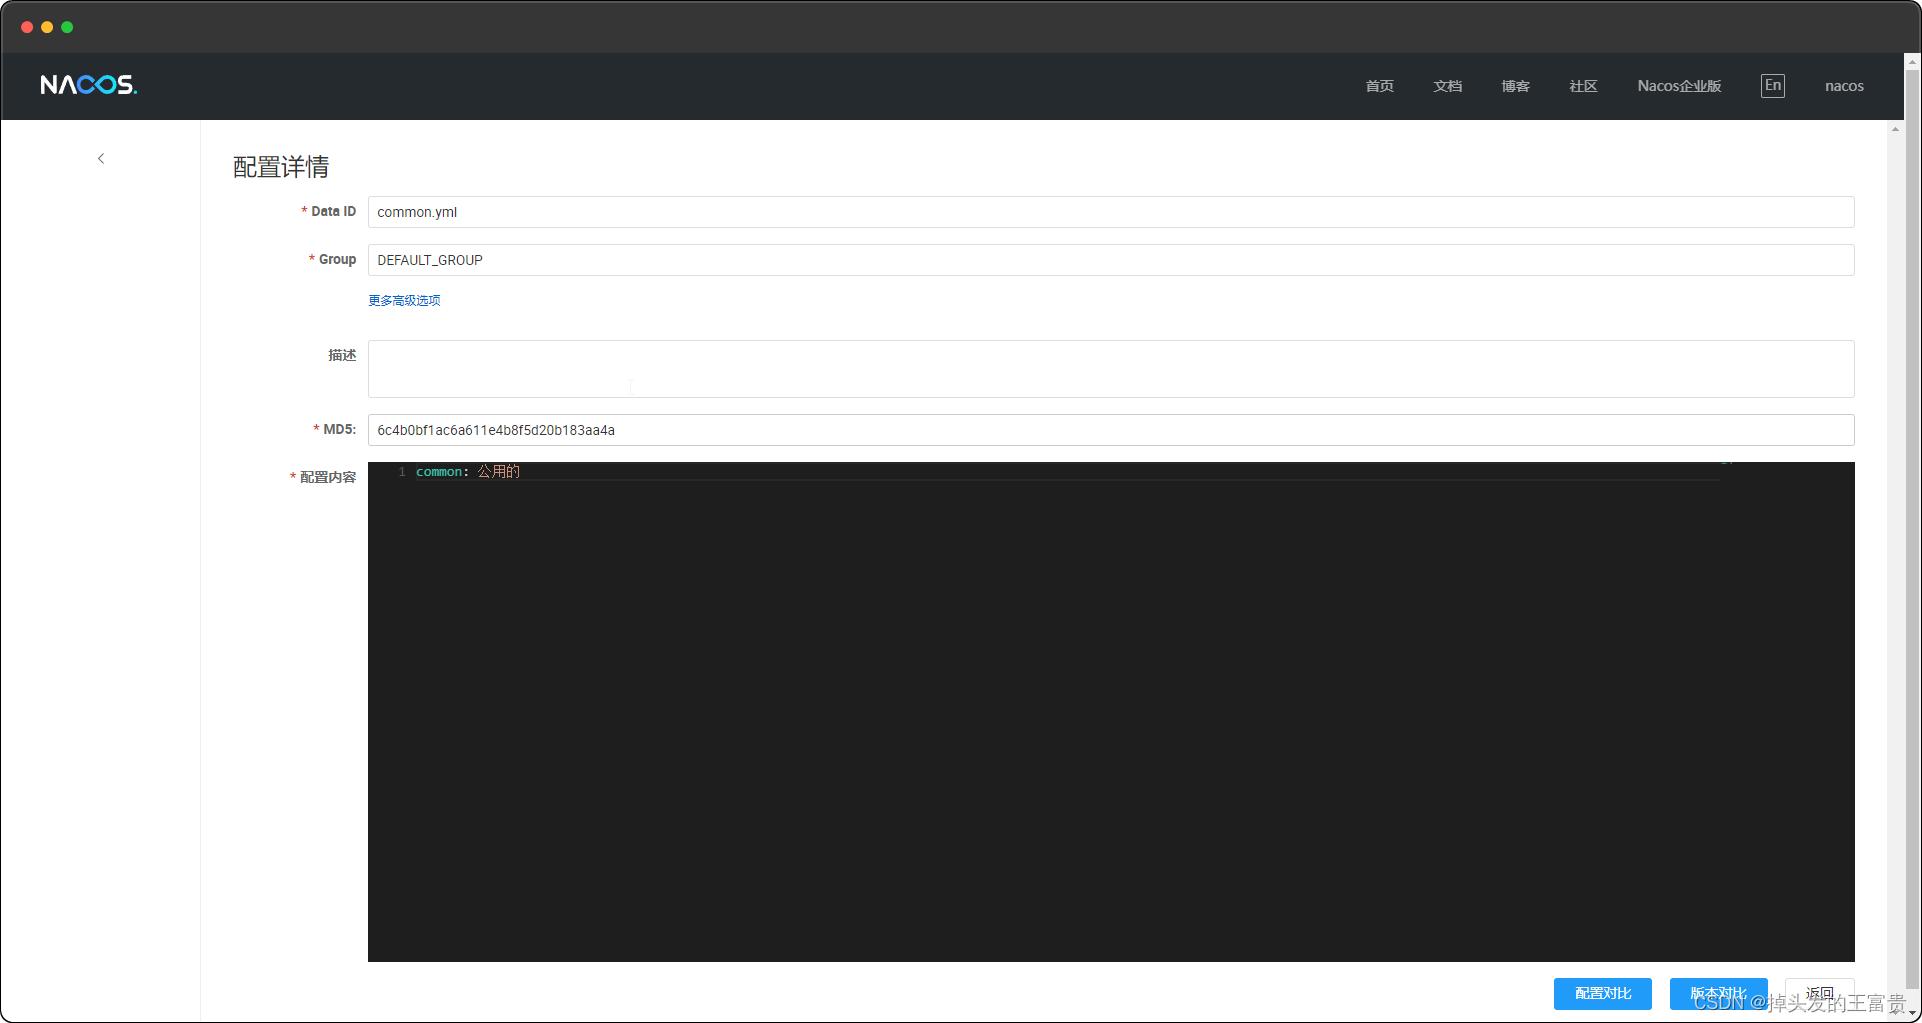 NACOS.
首页 文档 博客 社区 Nacos企业版 En nacos
配置详情
* Data ID common.yml
* Group DEFAULT_GROUP
更多高级选项
描述
* MD5: 6c4b0bf1ac6a611e4b8f5d20b183aa4a
* 配置内容
1 common: 公用的
配置对比 版本对比 返回
CSDN @掉头发的王富贵